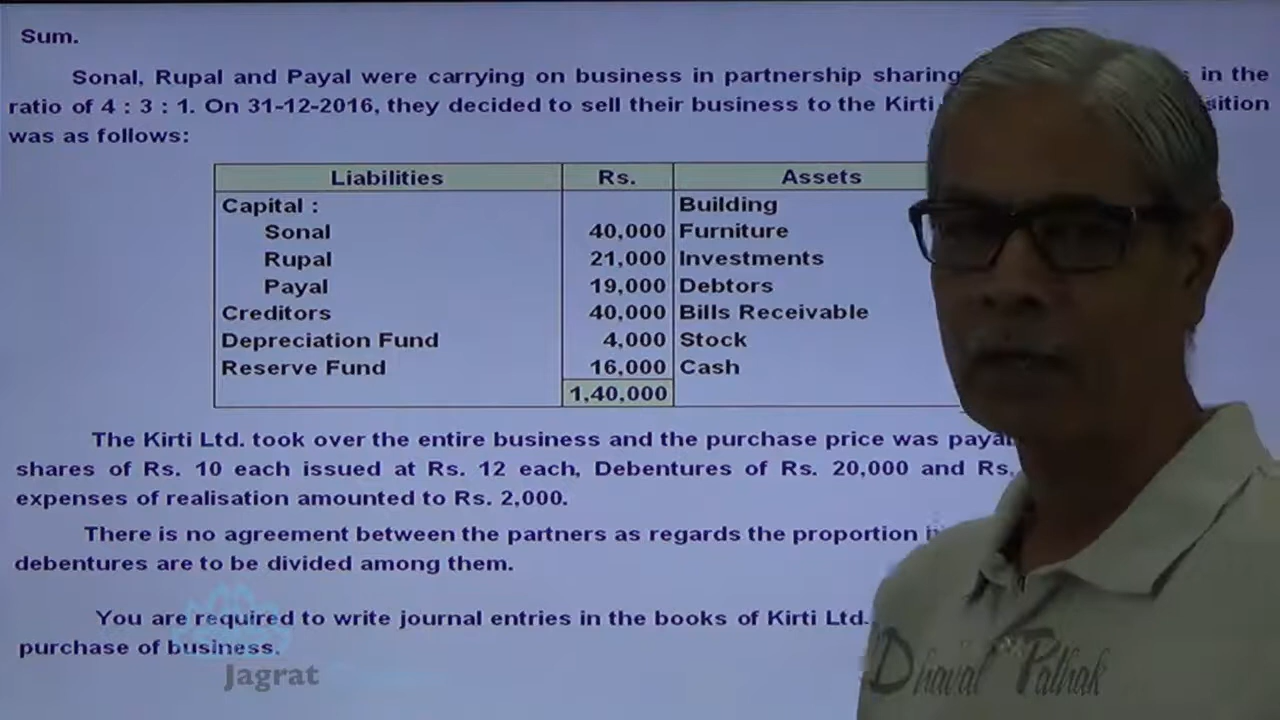 Sum.
Sonal, Rupal and Payal were carrying on business in partnership sharing in the
ratio of 4 : 3 : 1. On 31-12-2016, they decided to sell their business to the Kirti
was as follows:
Liabilities Rs. Assets
Capital : Building
Sonal 40,000 Furniture
Rupal 21,000 Investments
Payal 19,000 Debtors
Creditors 40,000 Bills Receivable
Depreciation Fund 4,000 Stock
Reserve Fund 16,000 Cash
1,40,000
The Kirti Ltd. took over the entire business and the purchase price was
shares of Rs. 10 each issued at Rs. 12 each, Debentures of Rs. 20,000 and Rs.
expenses of realisation amounted to Rs. 2,000.
There is no agreement between the partners as regards the proportion
debentures are to be divided among them.
You are required to write journal entries in the books of Kirti Ltd.
purchase of business.
Jagrat
Dhaval Pathak